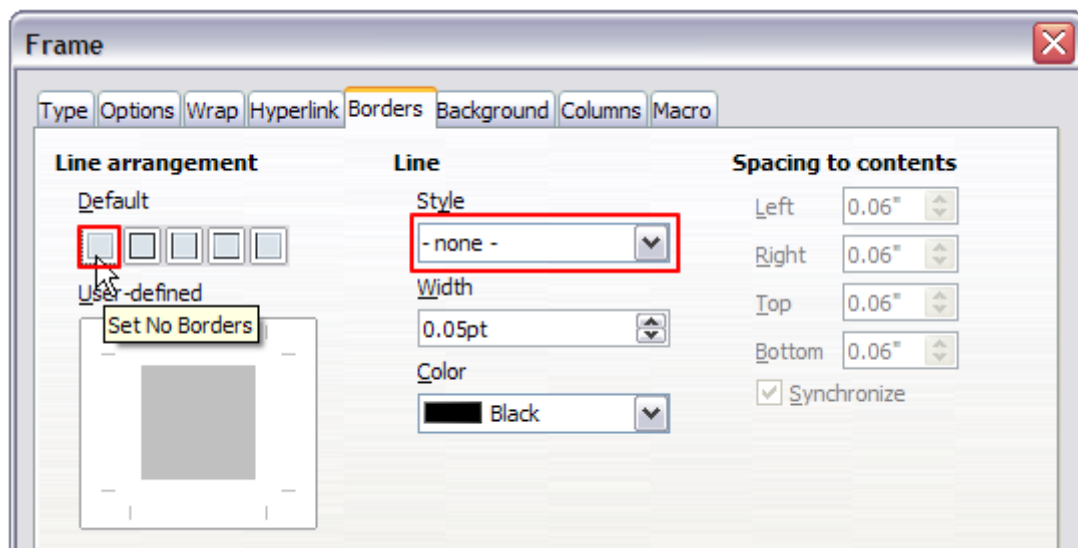 Frame
Type Options Wrap Hyperlink Borders Background Columns Macro
Line arrangement
Default
User-defined
Set No Borders
Line
Style
- none -
Width
0.05pt
Color
Black
Spacing to contents
Left 0.06"
Right 0.06"
Top 0.06"
Bottom 0.06"
Synchronize